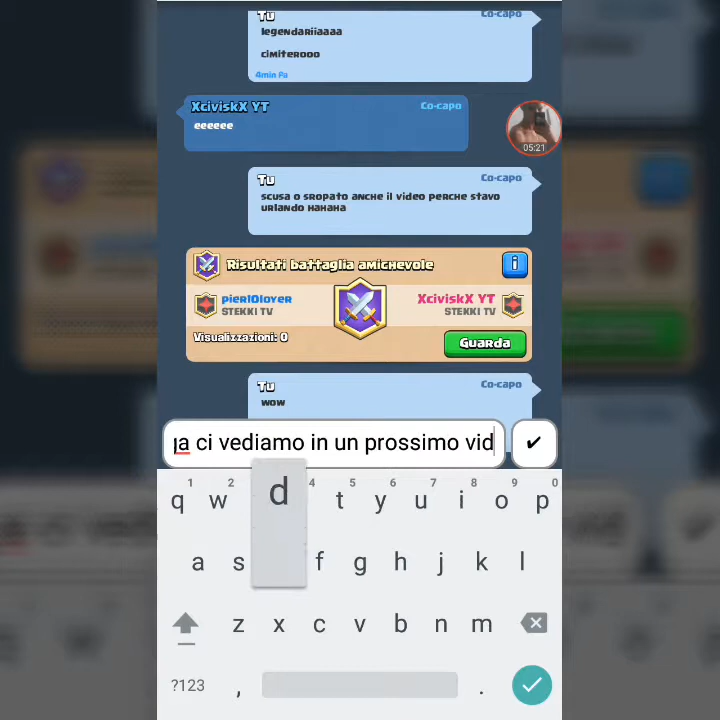 Tu
Co-capo
legendariiaaaa
cimiterooo
4min fa
XciviskX YT
Co-capo
eeeeee
05:21
Tu
Co-capo
scusa o sropato anche il video perche stavo
urlando hahaha
Risultati battaglia amichevole
i
pier10lover
STEKKI TV
XciviskX YT
STEKKI TV
Visualizzazioni: 0
Guarda
Tu
Co-capo
wow
ci vediamo in un prossimo vid
d
1 2 4 5 6 7 8 9 0
q w t y u i o p
a s f g h j k l
z x c v b n m
?123 , .